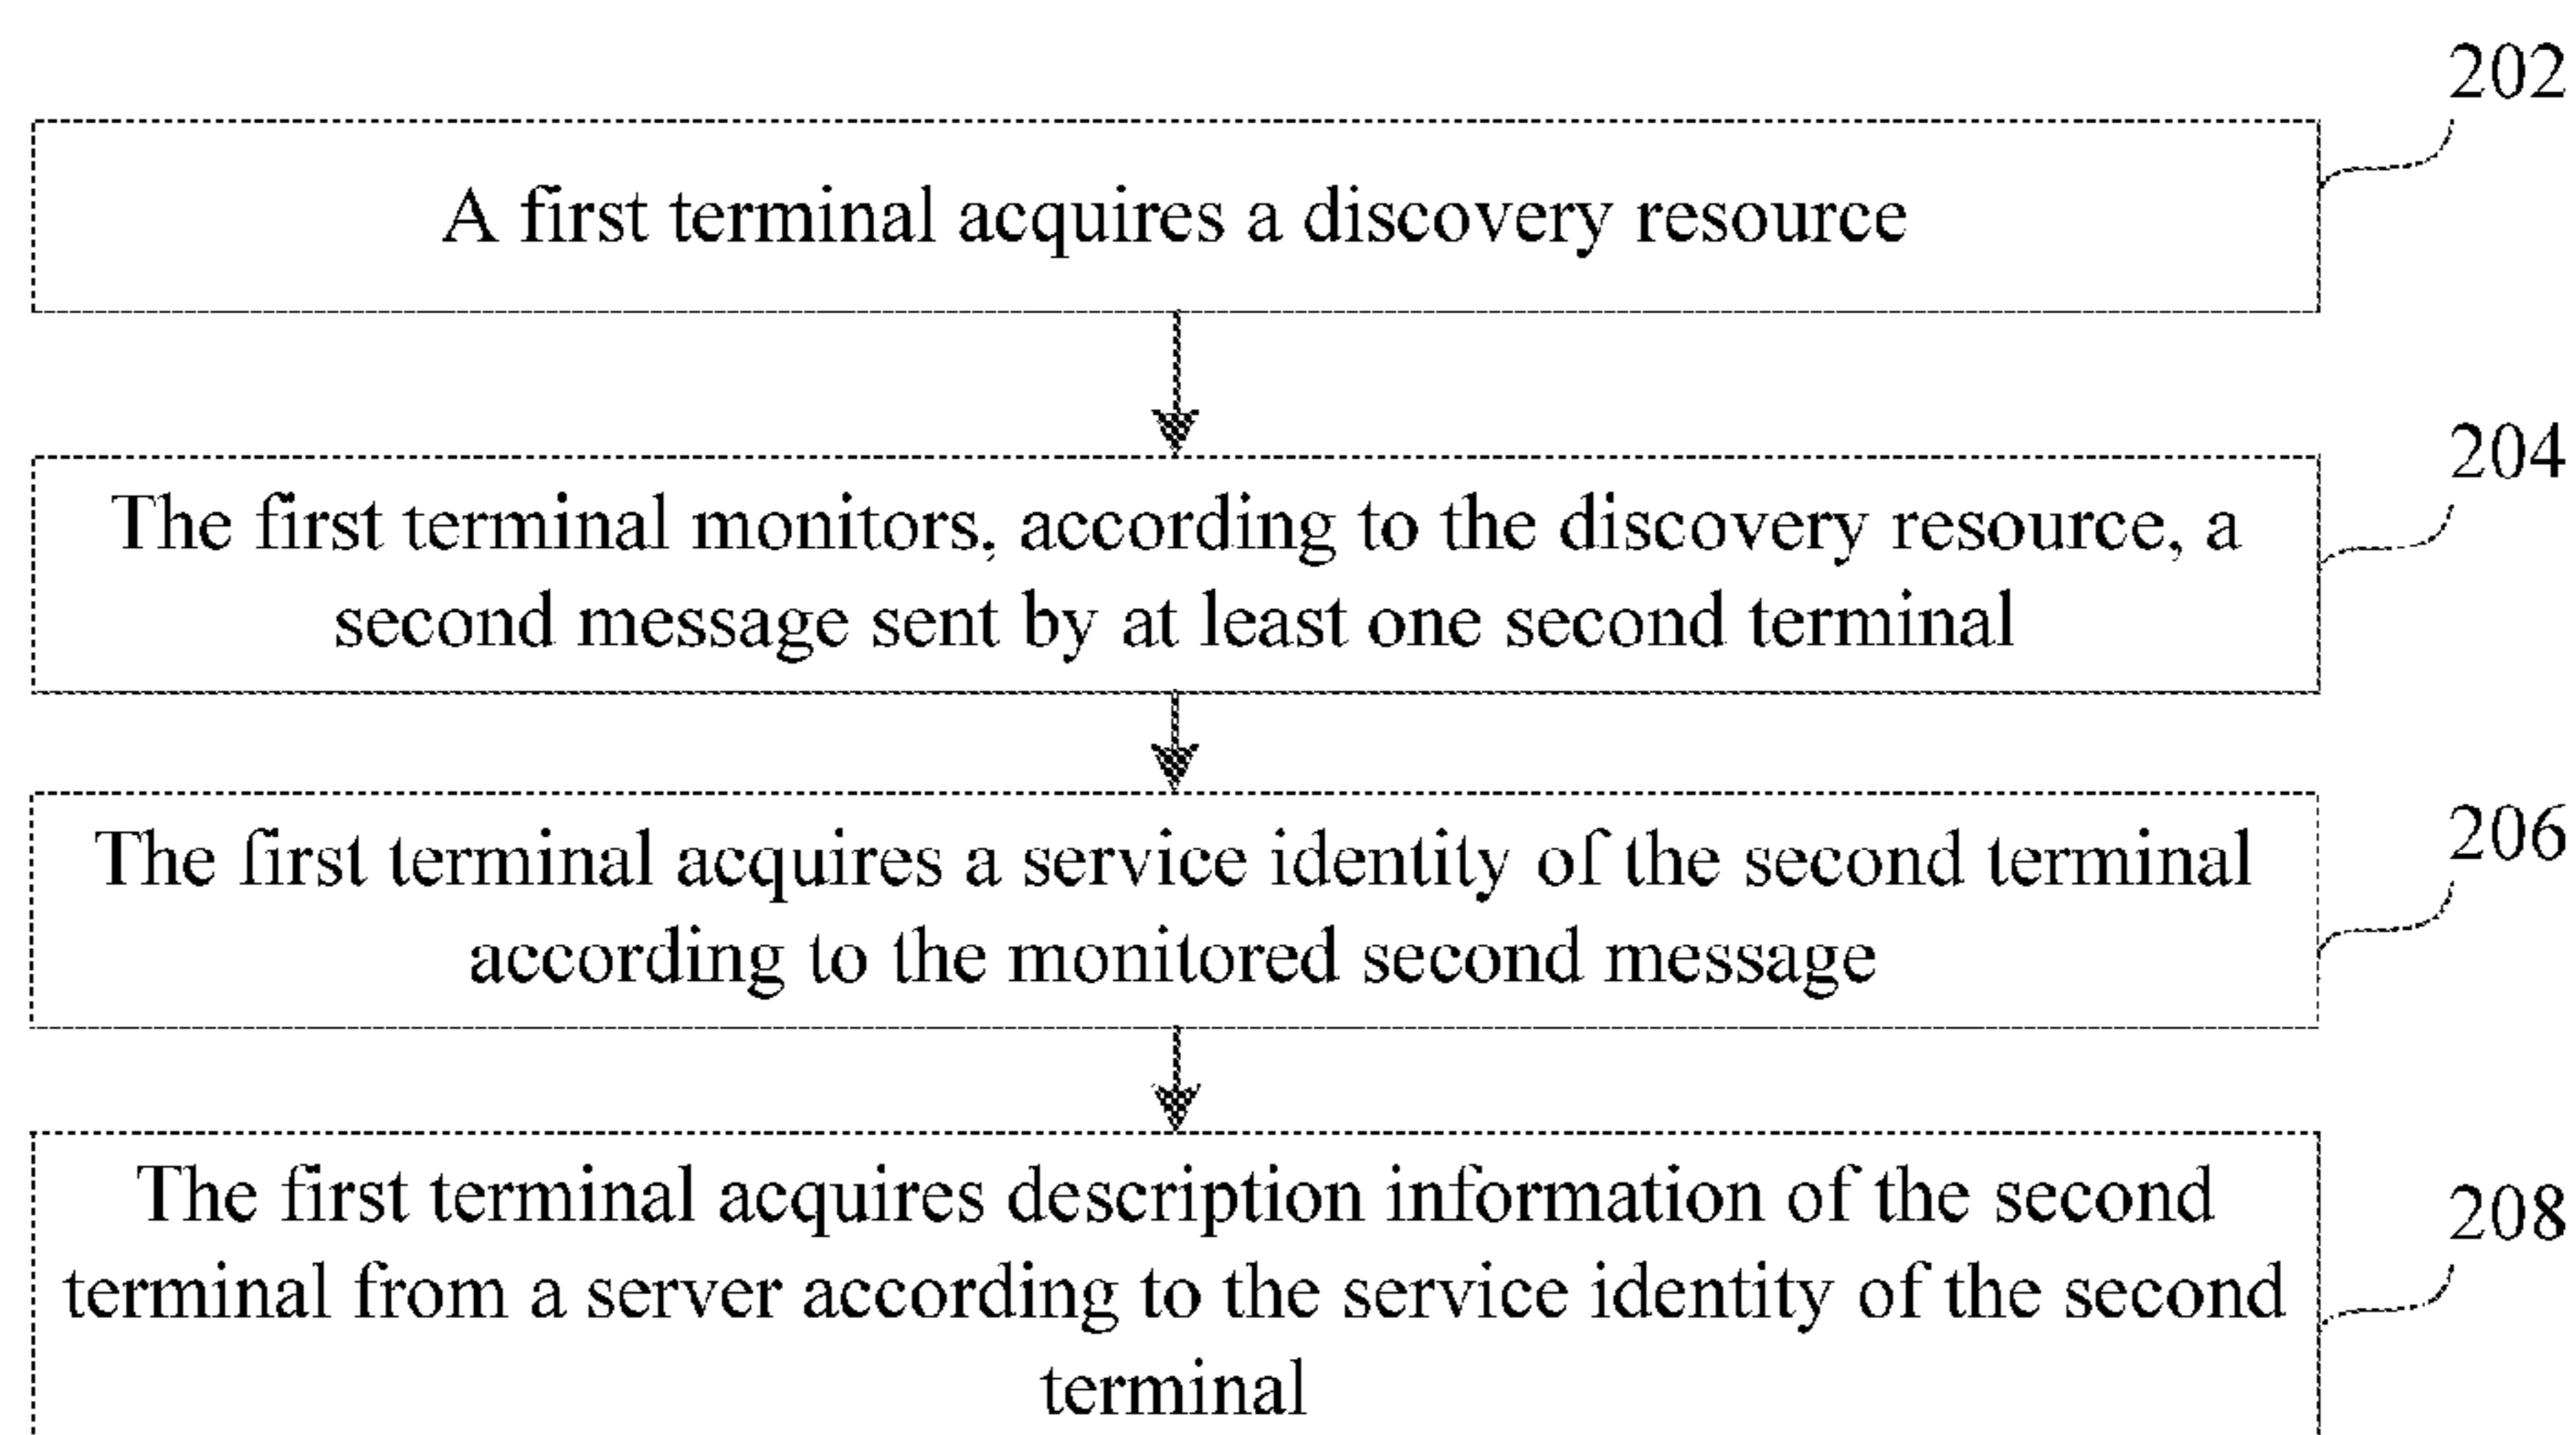 202
A first terminal acquires a discovery resource
204
The first terminal monitors, according to the discovery resource, a
second message sent by at least one second terminal
206
The first terminal acquires a service identity of the second terminal
according to the monitored second message
208
The first terminal acquires description information of the second
terminal from a server according to the service identity of the second
terminal